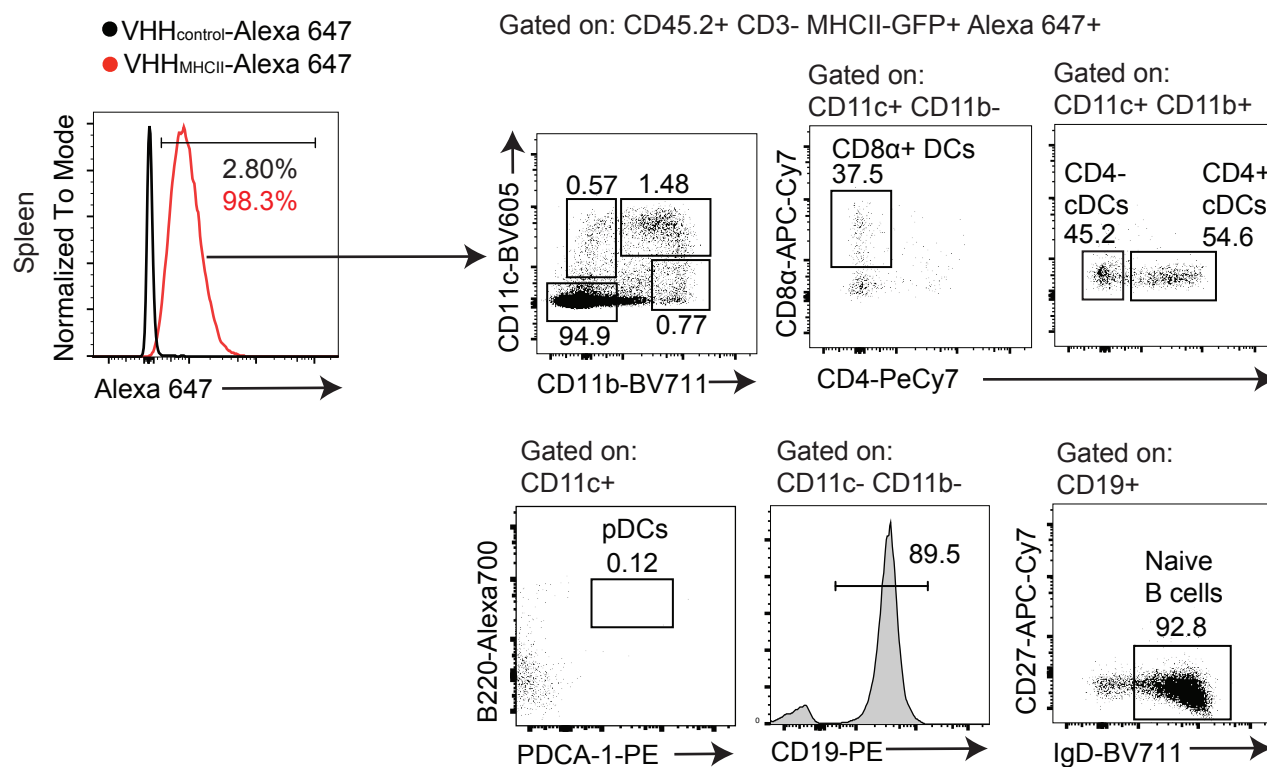 VHHcontrol-Alexa 647
VHHMHCII-Alexa 647
Gated on: CD45.2+ CD3- MHCII-GFP+ Alexa 647+
Spleen
Normalized To Mode
2.80%
98.3%
Alexa 647
CD11c-BV605
0.57
1.48
94.9
0.77
CD11b-BV711
Gated on:
CD11c+ CD11b-
CD8α-APC-Cy7
CD8α+ DCs
37.5
Gated on:
CD11c+ CD11b+
CD4-
cDCs
45.2
CD4+
cDCs
54.6
CD4-PeCy7
Gated on:
CD11c+
B220-Alexa700
pDCs
0.12
PDCA-1-PE
Gated on:
CD11c- CD11b-
89.5
0
CD19-PE
Gated on:
CD19+
CD27-APC-Cy7
Naive
B cells
92.8
IgD-BV711